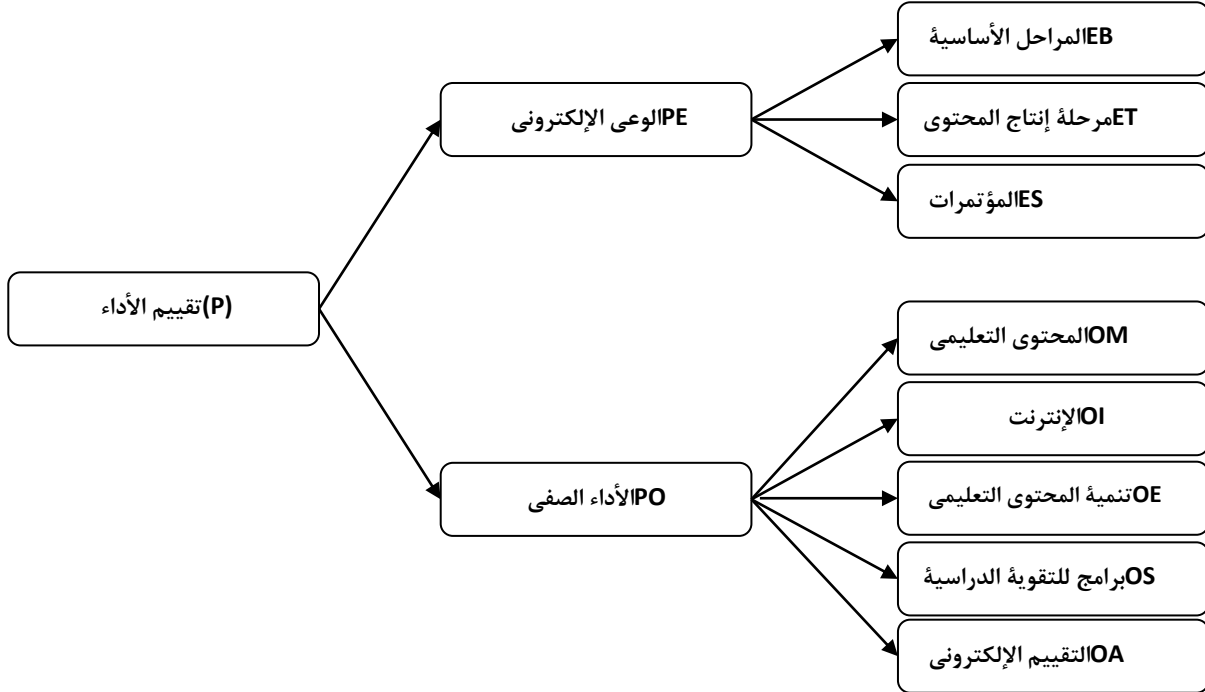 EBالمراحل الأساسية
PEالوعى الإلكترونى
ETمرحلة إنتاج المحتوى
ESالمؤتمرات
(P)تقييم الأداء
OMالمحتوى التعليمى
OIالإنترنت
POالأداء الصفى
OEتنمية المحتوى التعليمى
OSبرامج للتقوية الدراسية
OAالتقييم الإلكترونى